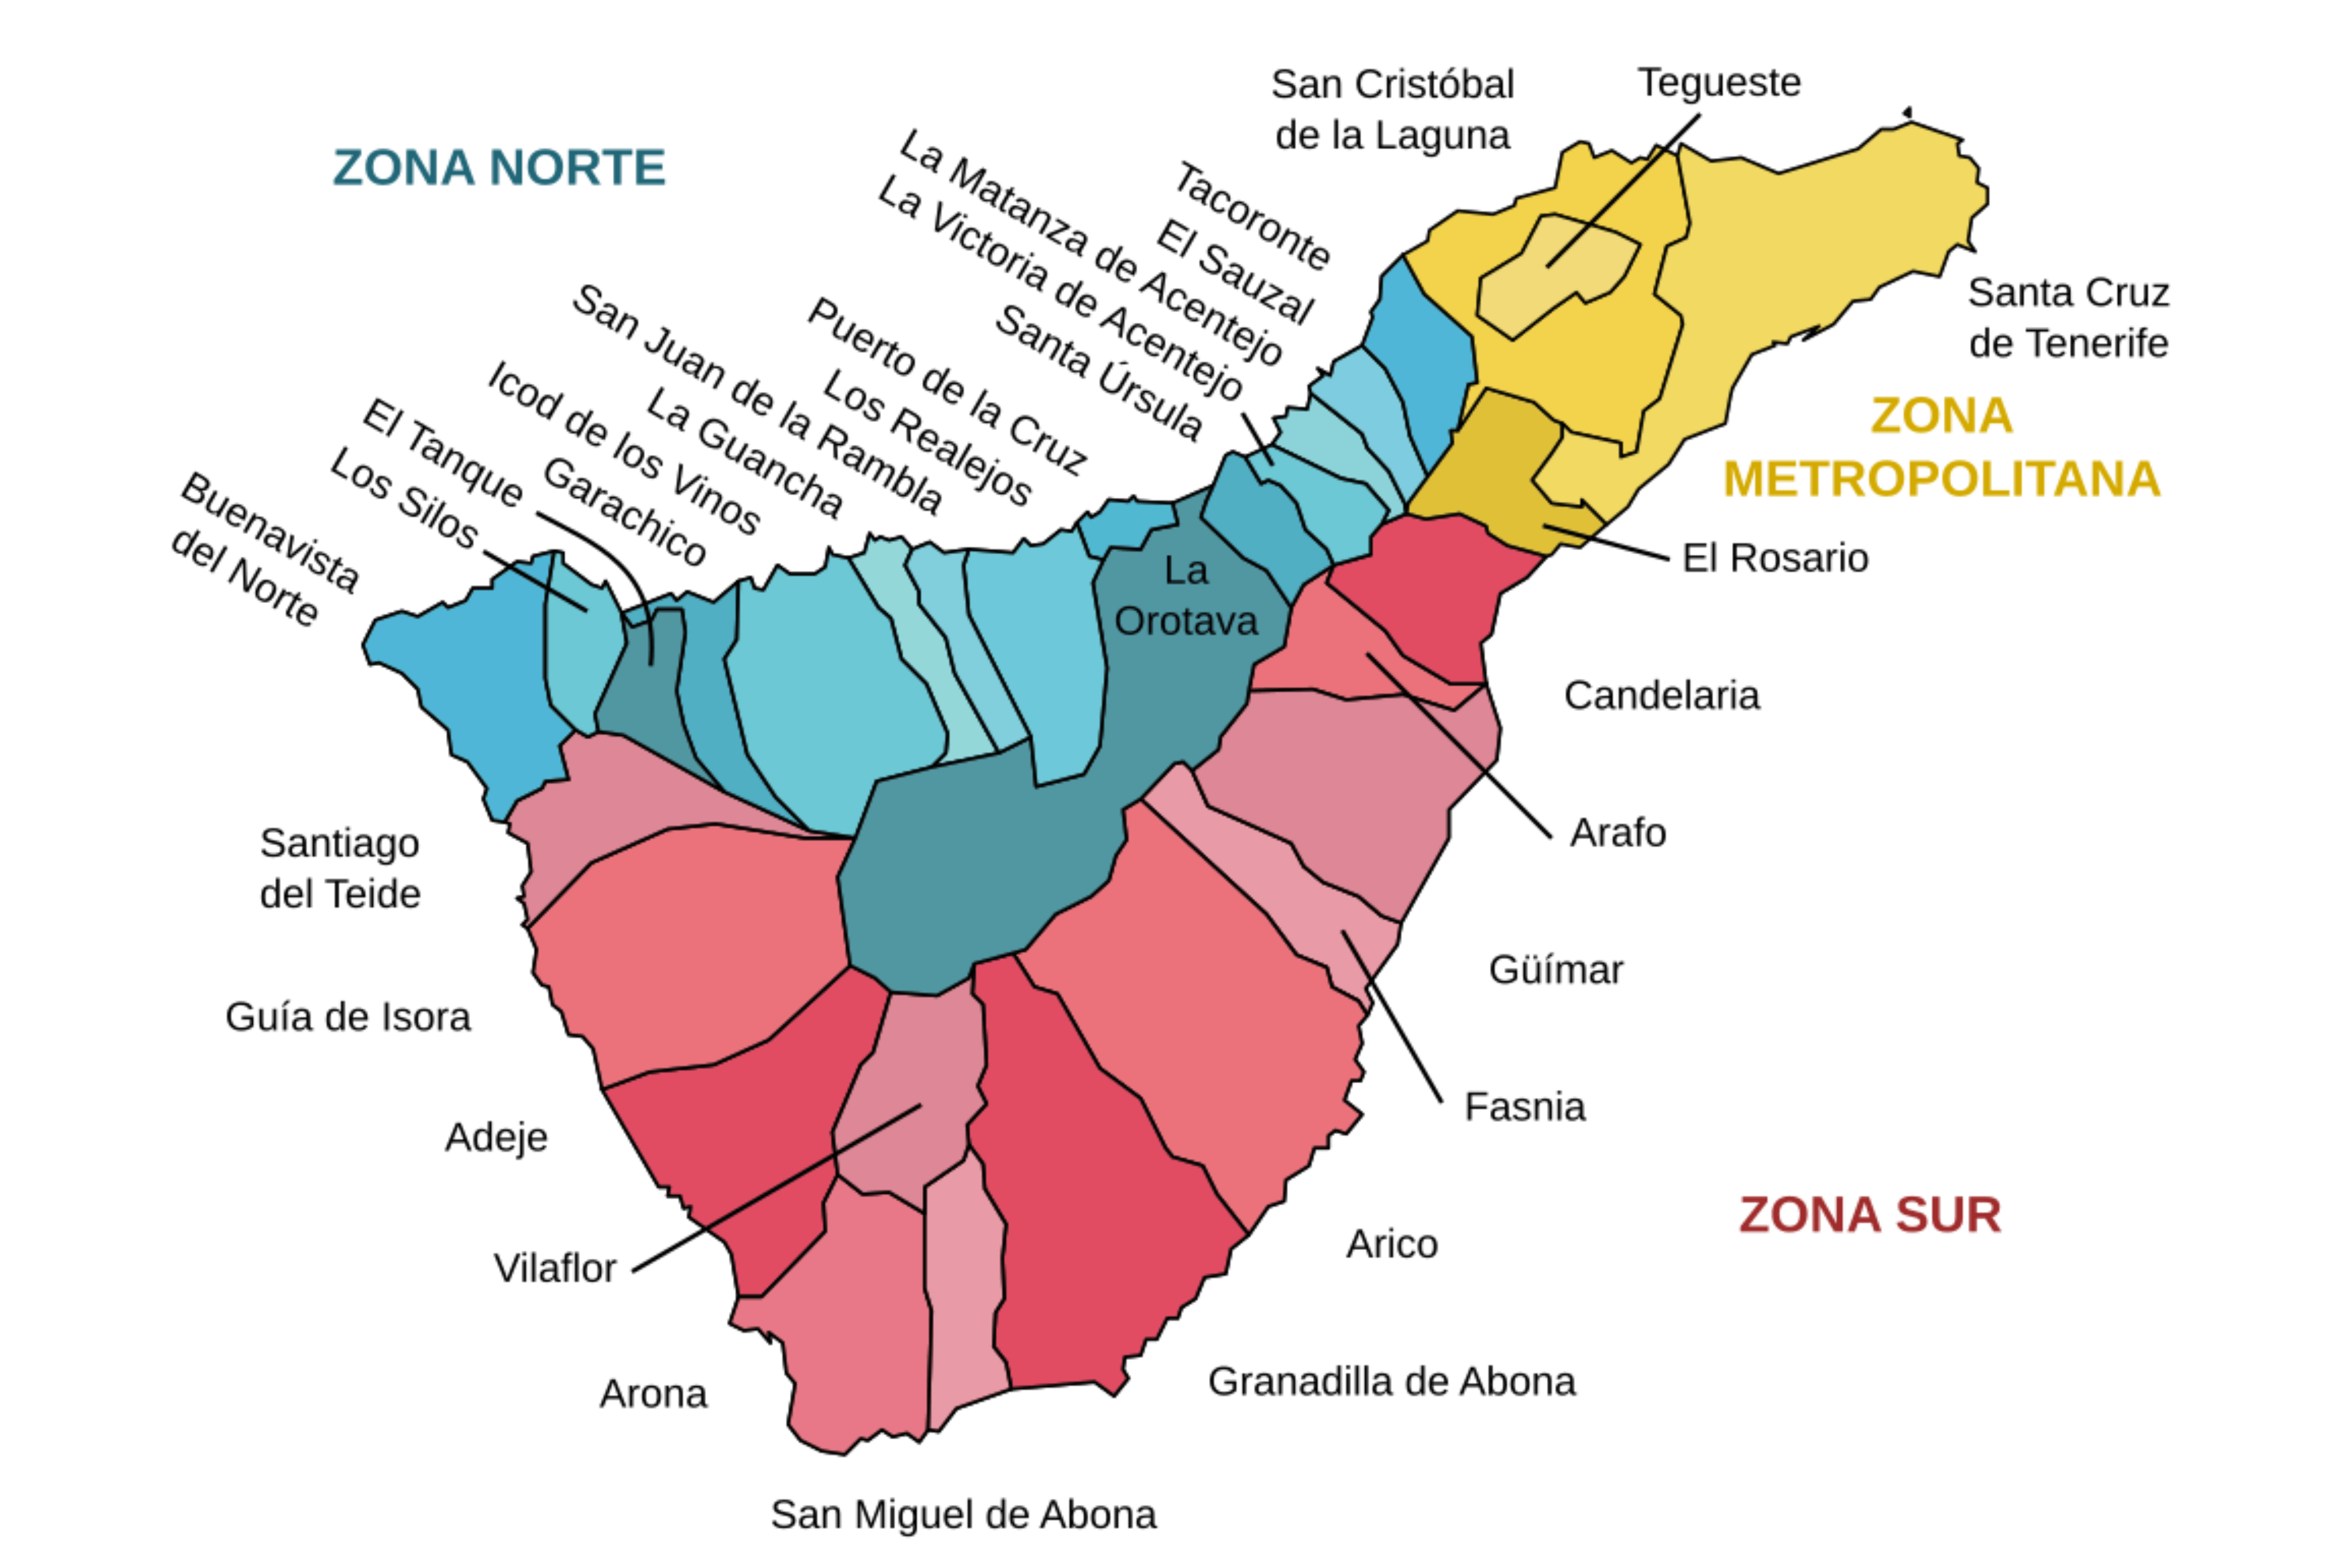 San Cristóbal
de la Laguna
Tegueste
ZONA NORTE
Tacoronte
El Sauzal
La Matanza de Acentejo
La Victoria de Acentejo
Santa Úrsula
Puerto de la Cruz
Los Realejos
San Juan de la Rambla
La Guancha
Icod de los Vinos
Garachico
El Tanque
Los Silos
Buenavista
del Norte
Santa Cruz
de Tenerife
ZONA
METROPOLITANA
El Rosario
La
Orotava
Candelaria
Arafo
Santiago
del Teide
Güímar
Guía de Isora
Fasnia
Adeje
ZONA SUR
Arico
Vilaflor
Granadilla de Abona
Arona
San Miguel de Abona